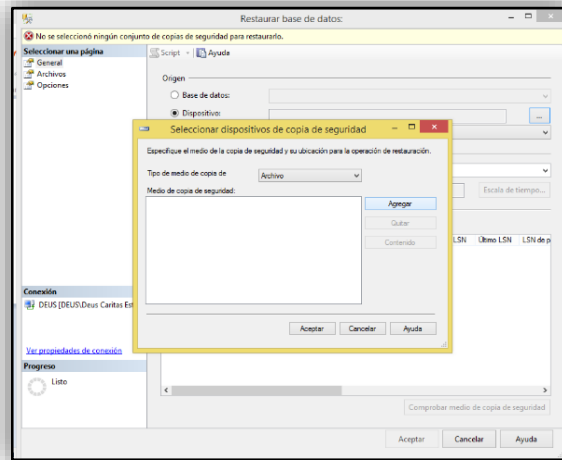 Restaurar base de datos:
No se seleccionó ningún conjunto de copias de seguridad para restaurarlo.
Seleccionar una página
General
Archivos
Opciones
Script
Ayuda
Origen
Base de datos:
Dispositivo:
...
Seleccionar dispositivos de copia de seguridad
Especifique el medio de la copia de seguridad y su ubicación para la operación de restauración.
Tipo de medio de copia de
Archivo
Medio de copia de seguridad:
Agregar
Quitar
Contenido
Aceptar
Cancelar
Ayuda
Escala de tiempo...
LSN
Último LSN
LSN de p
Conexión
DEUS [DEUS\Deus Caritas Est
Ver propiedades de conexión
Progreso
Listo
Comprobar medio de copia de seguridad
Aceptar
Cancelar
Ayuda